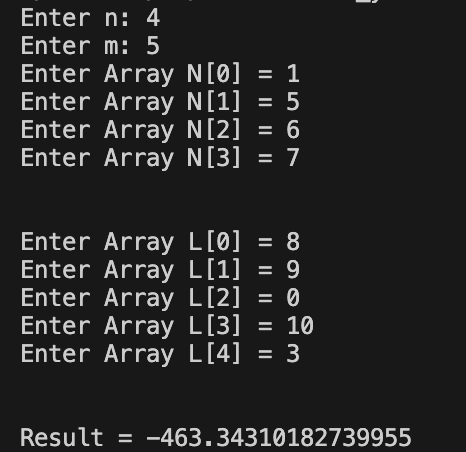 Enter n: 4
Enter m: 5
Enter Array N[0] = 1
Enter Array N[1] = 5
Enter Array N[2] = 6
Enter Array N[3] = 7
Enter Array L[0] = 8
Enter Array L[1] = 9
Enter Array L[2] = 0
Enter Array L[3] = 10
Enter Array L[4] = 3
Result = -463.34310182739955